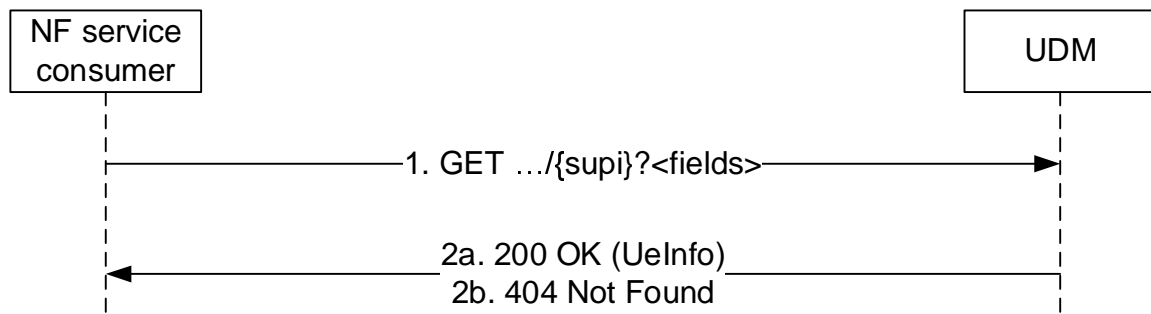 NF service
consumer
UDM
1. GET …/{supi}?<fields>
2a. 200 OK (UeInfo)
2b. 404 Not Found